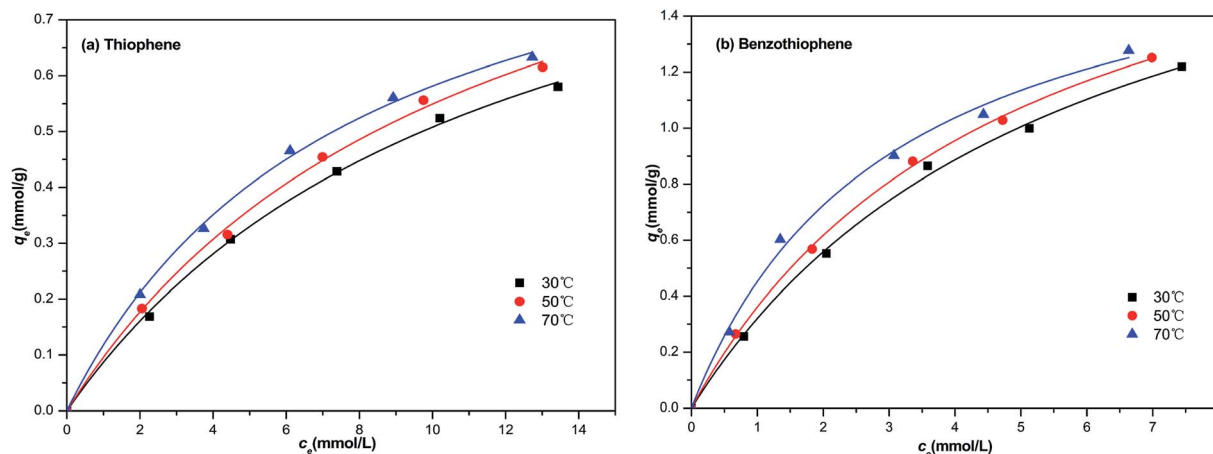 (a) Thiophene
0.7
0.6
0.5
0.4
0.3
0.2
0.1
0.0
qe(mmol/g)
30℃
50℃
70℃
0 2 4 6 8 10 12 14
ce(mmol/L)
(b) Benzothiophene
1.4
1.2
1.0
0.8
0.6
0.4
0.2
0.0
qe(mmol/g)
30℃
50℃
70℃
0 1 2 3 4 5 6 7
ce(mmol/L)